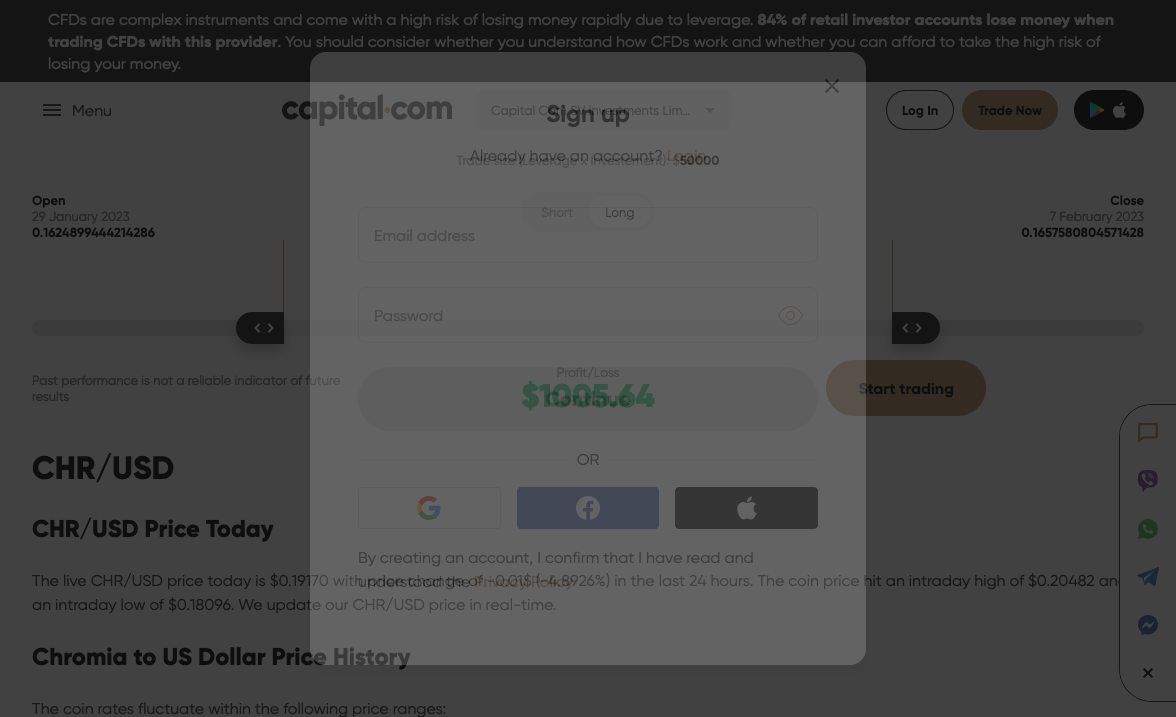 CFDs are complex instruments and come with a high risk of losing money rapidly due to leverage. 84% of retail investor accounts lose money when
trading CFDs with this provider. You should consider whether you understand how CFDs work and whether you can afford to take the high risk of
losing your money.
Menu
capital.com
Capital Com SV Investments Lim...
Log In
Trade Now
Sign up
Already have an account? Login
Trade size (Leverage x Investement): $50000
Open
29 January 2023
0.1624899444214286
Close
7 February 2023
0.1657580804571428
Short
Long
Email address
Password
Profit/Loss
$1005.64
Continue
Past performance is not a reliable indicator of future
results
Start trading
OR
CHR/USD
CHR/USD Price Today
By creating an account, I confirm that I have read and
understood the Privacy Policy
The live CHR/USD price today is $0.19170 with price change of -0.01$ (-4.8926%) in the last 24 hours. The coin price hit an intraday high of $0.20482 and
an intraday low of $0.18096. We update our CHR/USD price in real-time.
Chromia to US Dollar Price History
The coin rates fluctuate within the following price ranges: